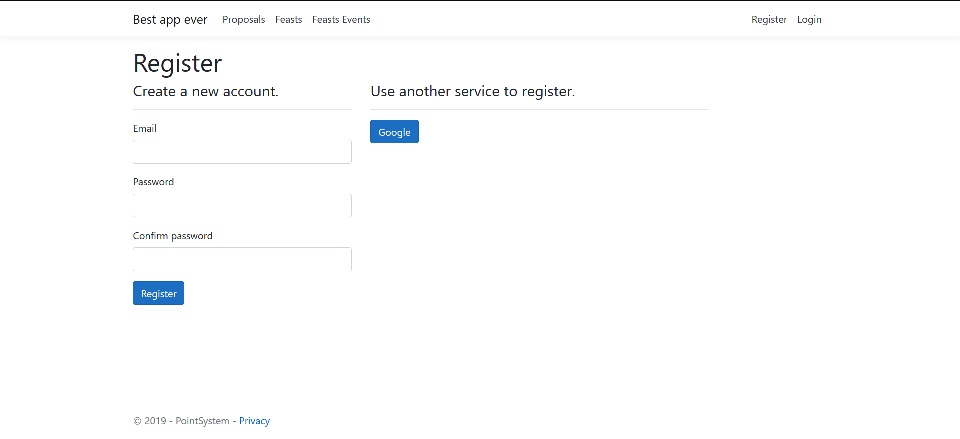 Best app ever Proposals Feasts Feasts Events Register Login
Register
Create a new account.
Use another service to register.
Email
Google
Password
Confirm password
Register
© 2019 - PointSystem - Privacy